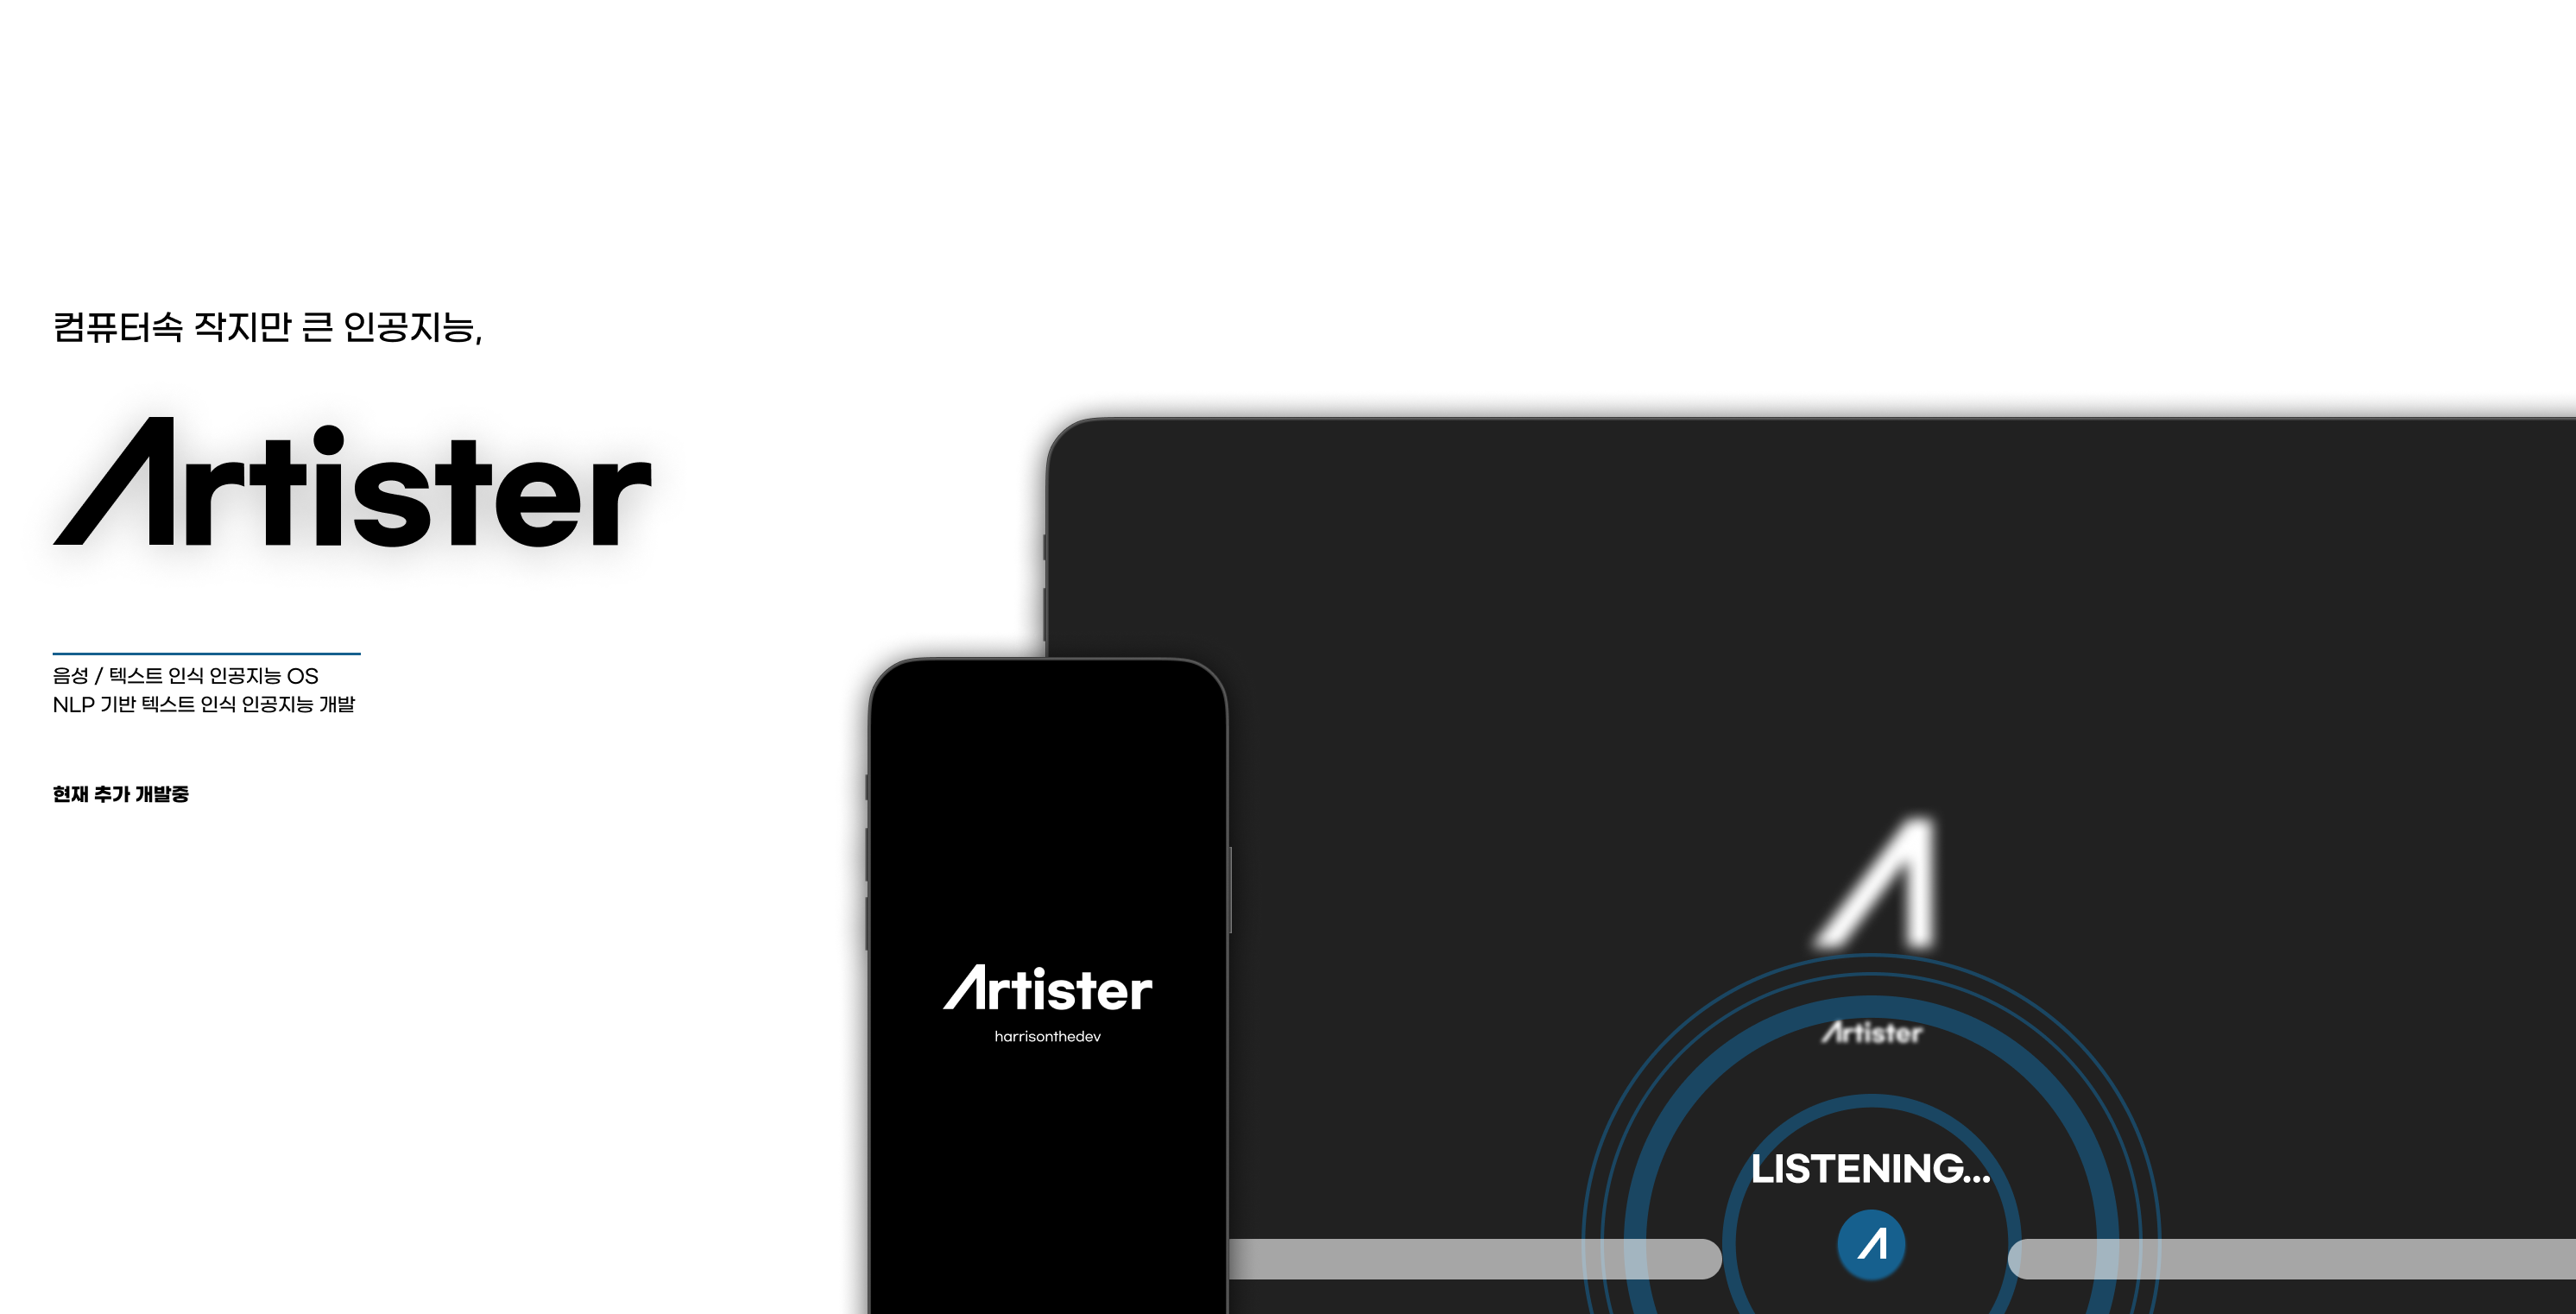 컴퓨터속 작지만 큰 인공지능,
Artister
음성 / 텍스트 인식 인공지능 OS
NLP 기반 텍스트 인식 인공지능 개발
현재 추가 개발중
Artister
harrisonthedev
A
Artister
LISTENING...
A